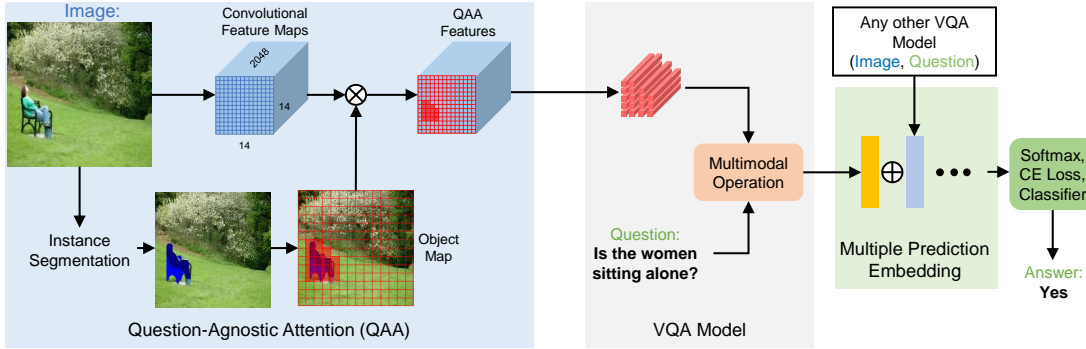 Image:
Convolutional
Feature Maps
2048
14
14
QAA
Features
Instance
Segmentation
Object
Map
Question-Agnostic Attention (QAA)
Multimodal
Operation
Question:
Is the women
sitting alone?
VQA Model
Any other VQA
Model
(Image, Question)
Multiple Prediction
Embedding
Softmax,
CE Loss,
Classifier
Answer:
Yes